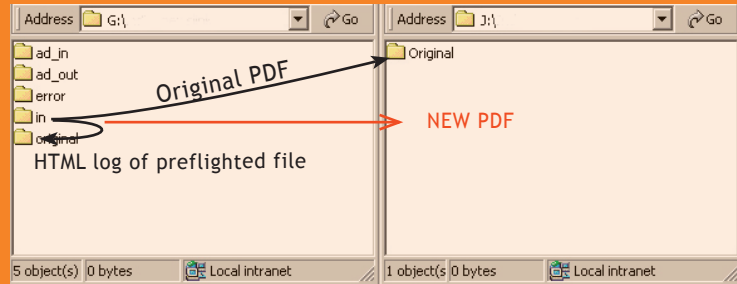 Address G:\ Go
ad_in
ad_out
error
in
original
Original PDF
HTML log of preflighted file
5 object(s) 0 bytes Local intranet
Address J:\ Go
Original
NEW PDF
1 object(s 0 bytes Local intranet